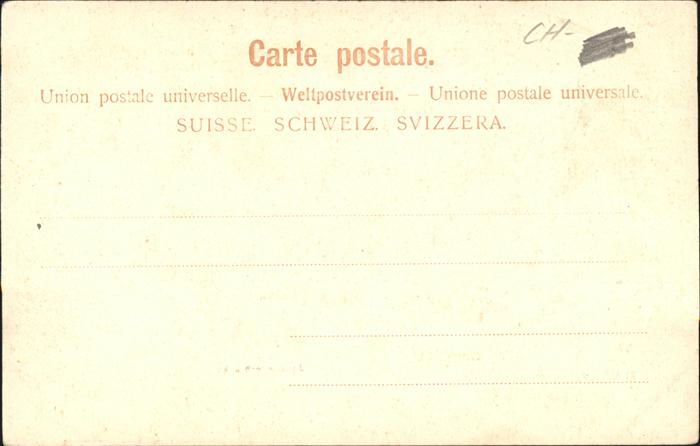 CH-
Carte postale.
Union postale universelle. — Weltpostverein. — Unione postale universale.
SUISSE. SCHWEIZ. SVIZZERA.